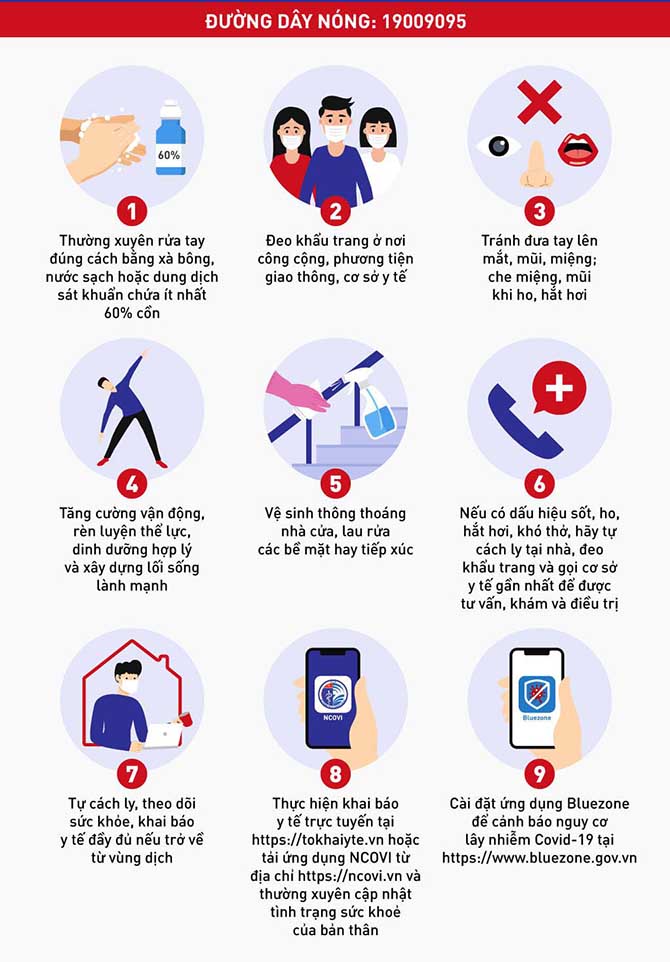 ĐƯỜNG DÂY NÓNG: 19009095
60%
1
Thường xuyên rửa tay
đúng cách bằng xà bông,
nước sạch hoặc dung dịch
sát khuẩn chứa ít nhất
60% cồn
2
Đeo khẩu trang ở nơi
công cộng, phương tiện
giao thông, cơ sở y tế
3
Tránh đưa tay lên
mắt, mũi, miệng;
che miệng, mũi
khi ho, hắt hơi
4
Tăng cường vận động,
rèn luyện thể lực,
dinh dưỡng hợp lý
và xây dựng lối sống
lành mạnh
5
Vệ sinh thông thoáng
nhà cửa, lau rửa
các bề mặt hay tiếp xúc
6
Nếu có dấu hiệu sốt, ho,
hắt hơi, khó thở, hãy tự
cách ly tại nhà, đeo
khẩu trang và gọi cơ sở
y tế gần nhất để được
tư vấn, khám và điều trị
7
Tự cách ly, theo dõi
sức khỏe, khai báo
y tế đầy đủ nếu trở về
từ vùng dịch
NCOVI
8
Thực hiện khai báo
y tế trực tuyến tại
https://tokhaiyte.vn hoặc
tải ứng dụng NCOVI từ
địa chỉ https://ncovi.vn và
thường xuyên cập nhật
tình trạng sức khoẻ
của bản thân
Bluezone
9
Cài đặt ứng dụng Bluezone
để cảnh báo nguy cơ
lây nhiễm Covid-19 tại
https://www.bluezone.gov.vn